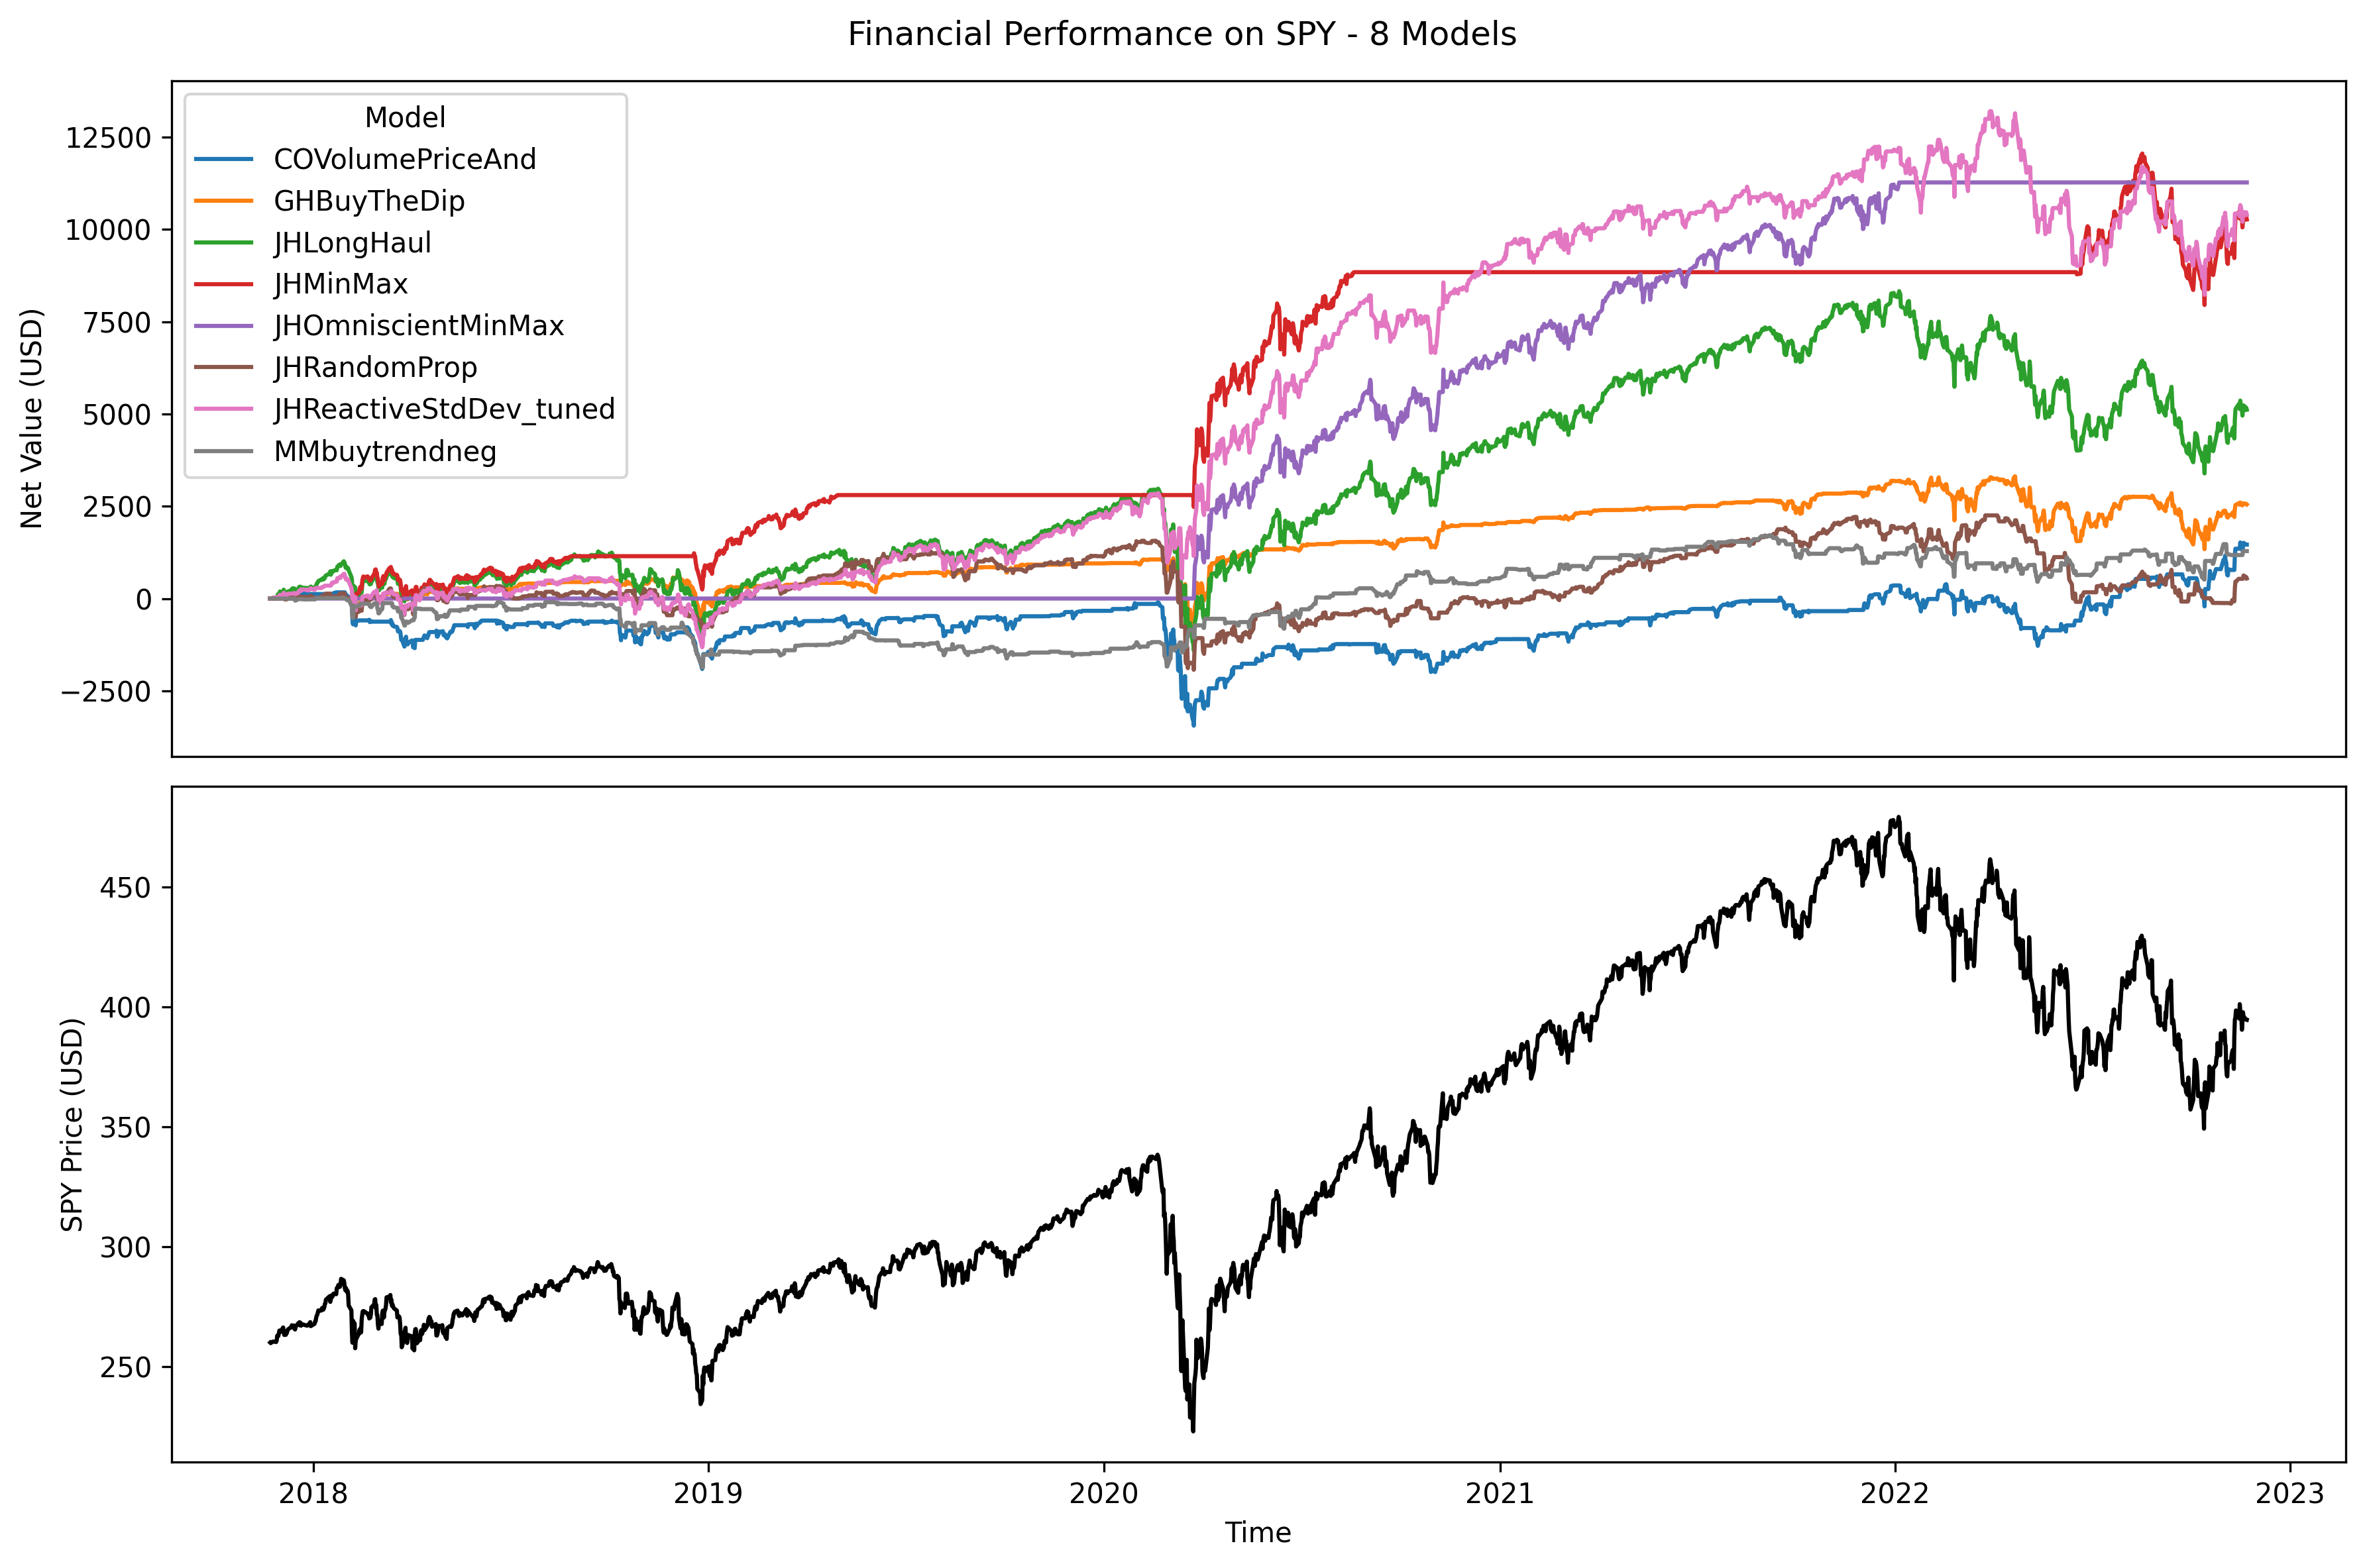 Financial Performance on SPY - 8 Models
Net Value (USD)
12500
10000
7500
5000
2500
0
−2500
Model
COVolumePriceAnd
GHBuyTheDip
JHLongHaul
JHMinMax
JHOmniscientMinMax
JHRandomProp
JHReactiveStdDev_tuned
MMbuytrendneg
SPY Price (USD)
450
400
350
300
250
2018 2019 2020 2021 2022 2023
Time